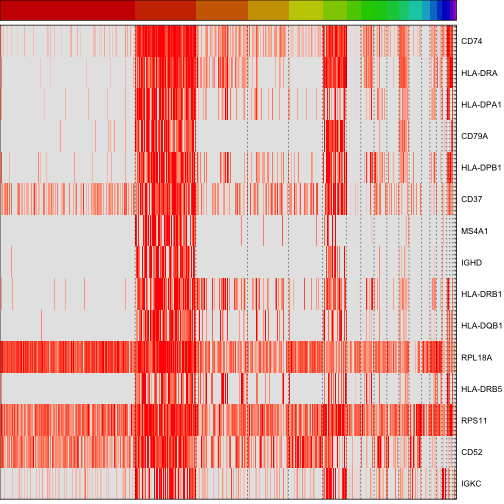 CD74
HLA-DRA
HLA-DPA1
CD79A
HLA-DPB1
CD37
MS4A1
IGHD
HLA-DRB1
HLA-DQB1
RPL18A
HLA-DRB5
RPS11
CD52
IGKC